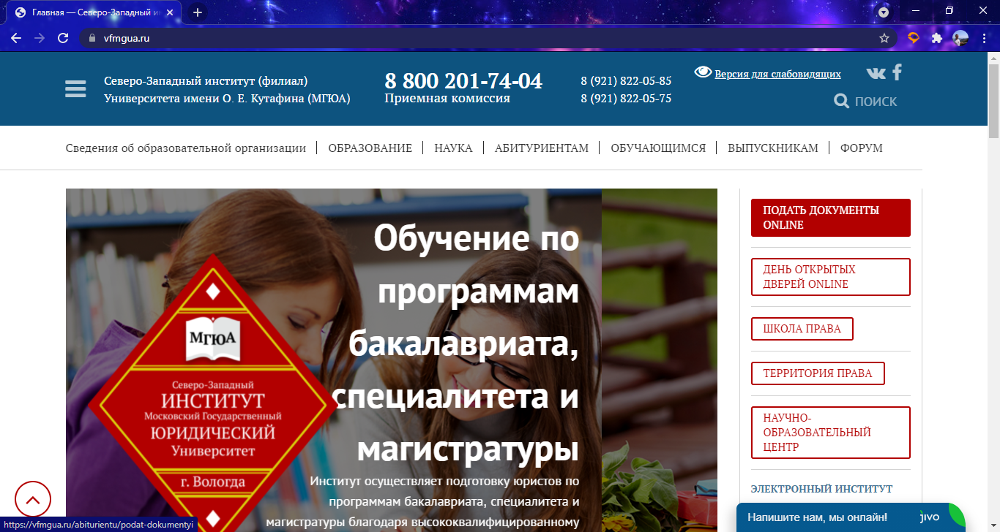 Главная — Северо-Западный ин
vfmgua.ru
Северо-Западный институт (филиал)
Университета имени О. Е. Кутафина (МГЮА)
8 800 201-74-04
Приемная комиссия
8 (921) 822-05-85
8 (921) 822-05-75
Версия для слабовидящих
ПОИСК
Сведения об образовательной организации
ОБРАЗОВАНИЕ
НАУКА
АБИТУРИЕНТАМ
ОБУЧАЮЩИМСЯ
ВЫПУСКНИКАМ
ФОРУМ
Обучение по
программам
бакалавриата,
специалитета и
магистратуры
Институт осуществляет подготовку юристов по
программам бакалавриата, специалитета и
магистратуры благодаря высококвалифицированному
МГЮА
Северо-Западный
ИНСТИТУТ
Московский Государственный
ЮРИДИЧЕСКИЙ
Университет
г. Вологда
ПОДАТЬ ДОКУМЕНТЫ
ONLINE
ДЕНЬ ОТКРЫТЫХ
ДВЕРЕЙ ONLINE
ШКОЛА ПРАВА
ТЕРРИТОРИЯ ПРАВА
НАУЧНО-
ОБРАЗОВАТЕЛЬНЫЙ
ЦЕНТР
ЭЛЕКТРОННЫЙ ИНСТИТУТ
Напишите нам, мы онлайн!
jivo
https://vfmgua.ru/abiturientu/podat-dokumentyi